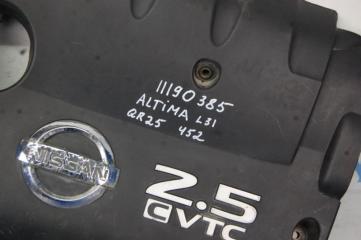 11190385
ALTIMA L31
QR25 452
NISSAN
2.5
CVTC